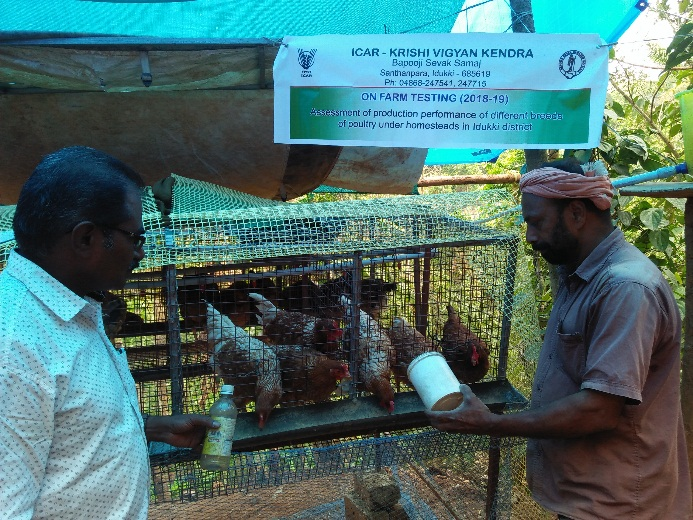 ICAR - KRISHI VIGYAN KENDRA
Bapooji Sevak Samaj
Santhanpara, Idukki - 685619
Ph: 04868-247541, 247715
ON FARM TESTING (2018-19)
Assessment of production performance of different breeds
of poultry under homesteads in Idukki district
ICAR